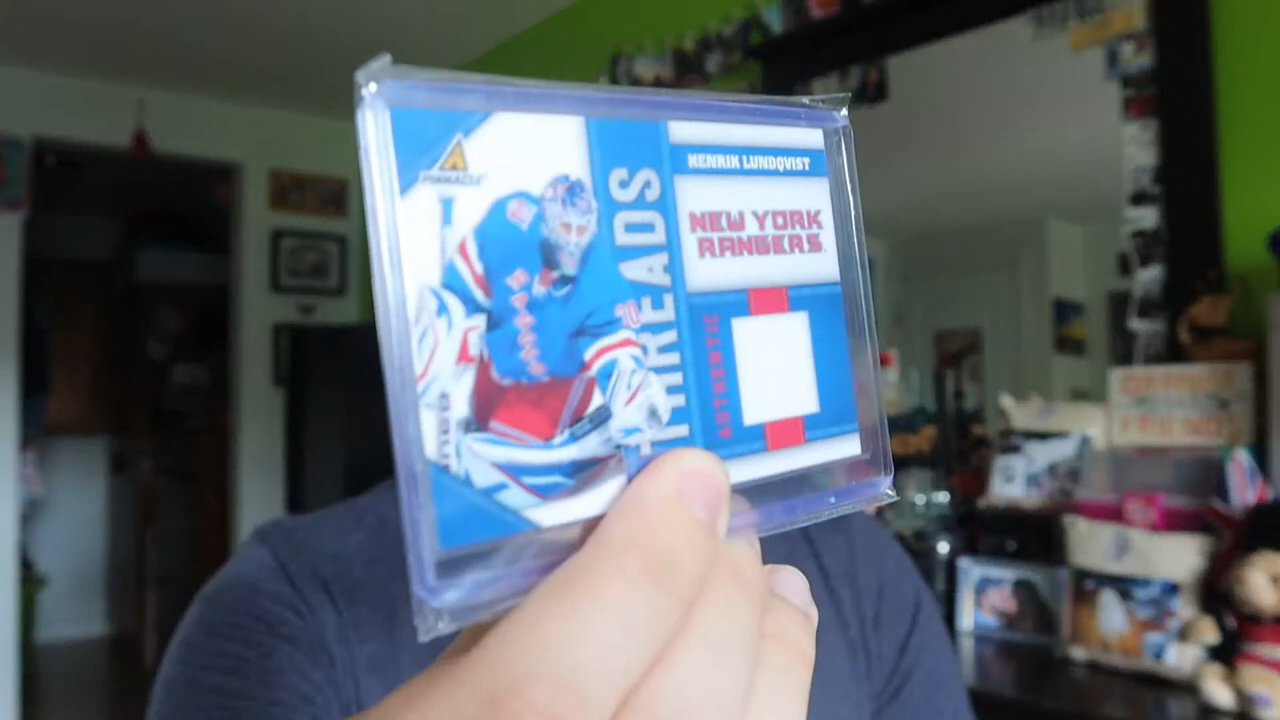 PINNACLE
THREADS
HENRIK LUNDQVIST
NEW YORK
RANGERS
AUTHENTIC